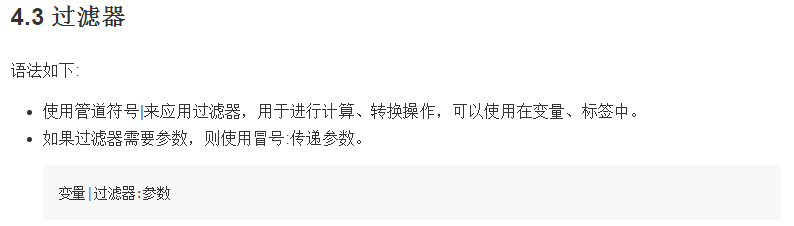 4.3 过滤器
语法如下:
使用管道符号|来应用过滤器，用于进行计算、转换操作，可以使用在变量、标签中。
如果过滤器需要参数，则使用冒号:传递参数。
变量|过滤器:参数